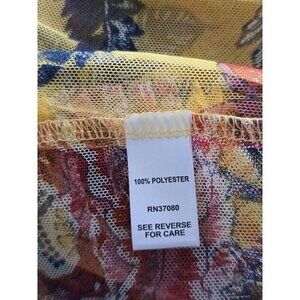 100% POLYESTER
RN37080
SEE REVERSE
FOR CARE